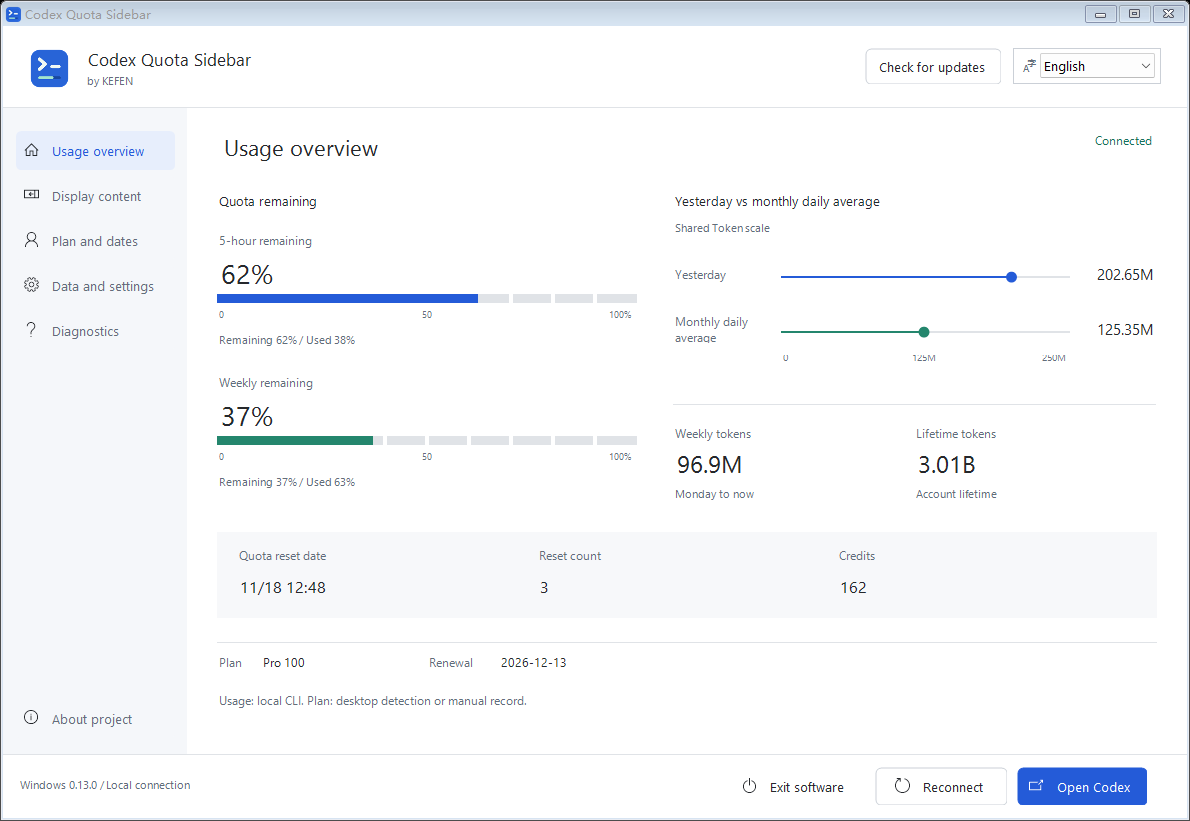 Codex Quota Sidebar
Codex Quota Sidebar
by KEFEN
Check for updates
English
Usage overview
Display content
Plan and dates
Data and settings
Diagnostics
About project
Usage overview
Connected
Quota remaining
5-hour remaining
62%
0 50 100%
Remaining 62% / Used 38%
Weekly remaining
37%
0 50 100%
Remaining 37% / Used 63%
Yesterday vs monthly daily average
Shared Token scale
Yesterday 202.65M
Monthly daily
average
125.35M
0 125M 250M
Weekly tokens
96.9M
Monday to now
Lifetime tokens
3.01B
Account lifetime
Quota reset date
11/18 12:48
Reset count
3
Credits
162
Plan Pro 100 Renewal 2026-12-13
Usage: local CLI. Plan: desktop detection or manual record.
Windows 0.13.0 / Local connection
Exit software
Reconnect
Open Codex